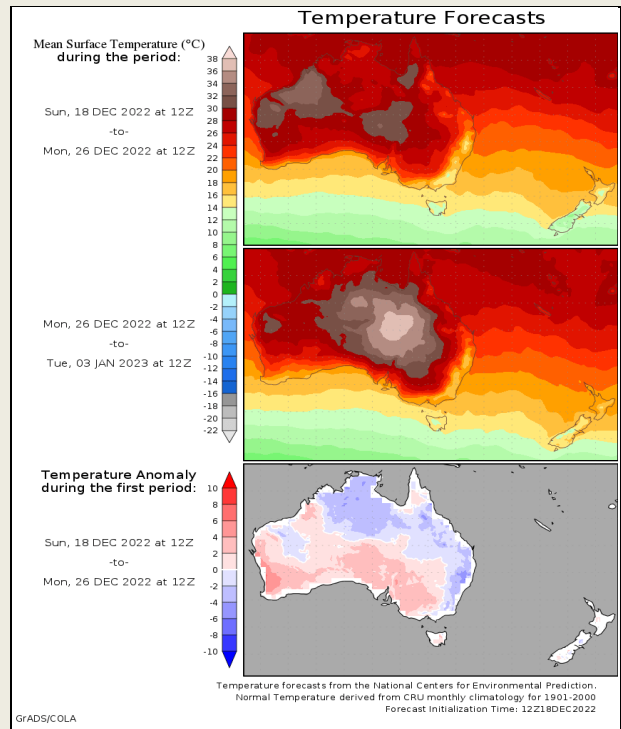 Temperature Forecasts
Mean Surface Temperature (°C)
during the period:
Sun, 18 DEC 2022 at 12Z
-to-
Mon, 26 DEC 2022 at 12Z
38
36
34
32
30
28
26
24
22
20
18
16
14
12
10
8
6
4
2
0
-2
-4
-6
-8
-10
-12
-14
-16
-18
-20
-22
Mon, 26 DEC 2022 at 12Z
-to-
Tue, 03 JAN 2023 at 12Z
Temperature Anomaly
during the first period:
Sun, 18 DEC 2022 at 12Z
-to-
Mon, 26 DEC 2022 at 12Z
10
8
6
4
2
0
-2
-4
-6
-8
-10
Temperature forecasts from the National Centers for Environmental Prediction.
Normal Temperature derived from CRU monthly climatology for 1901-2000
Forecast Initialization Time: 12Z18DEC2022
GrADS/COLA